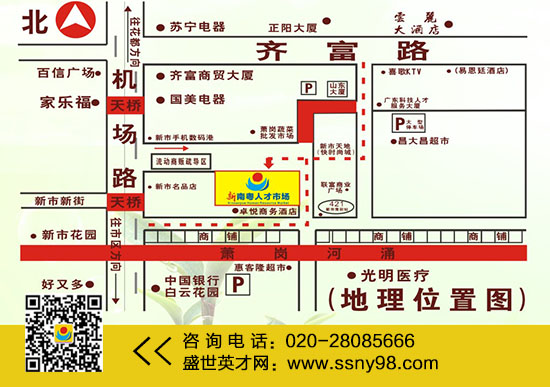 北
往花都方向
苏宁电器
正阳大厦
云麓大酒店
齐富路
百信广场
家乐福
机场路
天桥
齐富商贸大厦
国美电器
P
山东大厦
喜歌KTV
(易恩廷酒店)
广东科技人才服务大厦
P
大型停车场
昌大昌超市
新市手机数码港
萧岗蔬菜批发市场
流动商贩疏导区
新市天地(快时尚城)
天桥
新市新街
新市名品店
新南粤人才市场
卓悦商务酒店
联富商业广场
421
往市区方向
新市花园
商铺
商铺
萧岗河涌
惠客隆超市
好又多
中国银行
白云花园
P
光明医疗
(地理位置图)
咨询电话:020-28085666
盛世英才网:www.ssny98.com